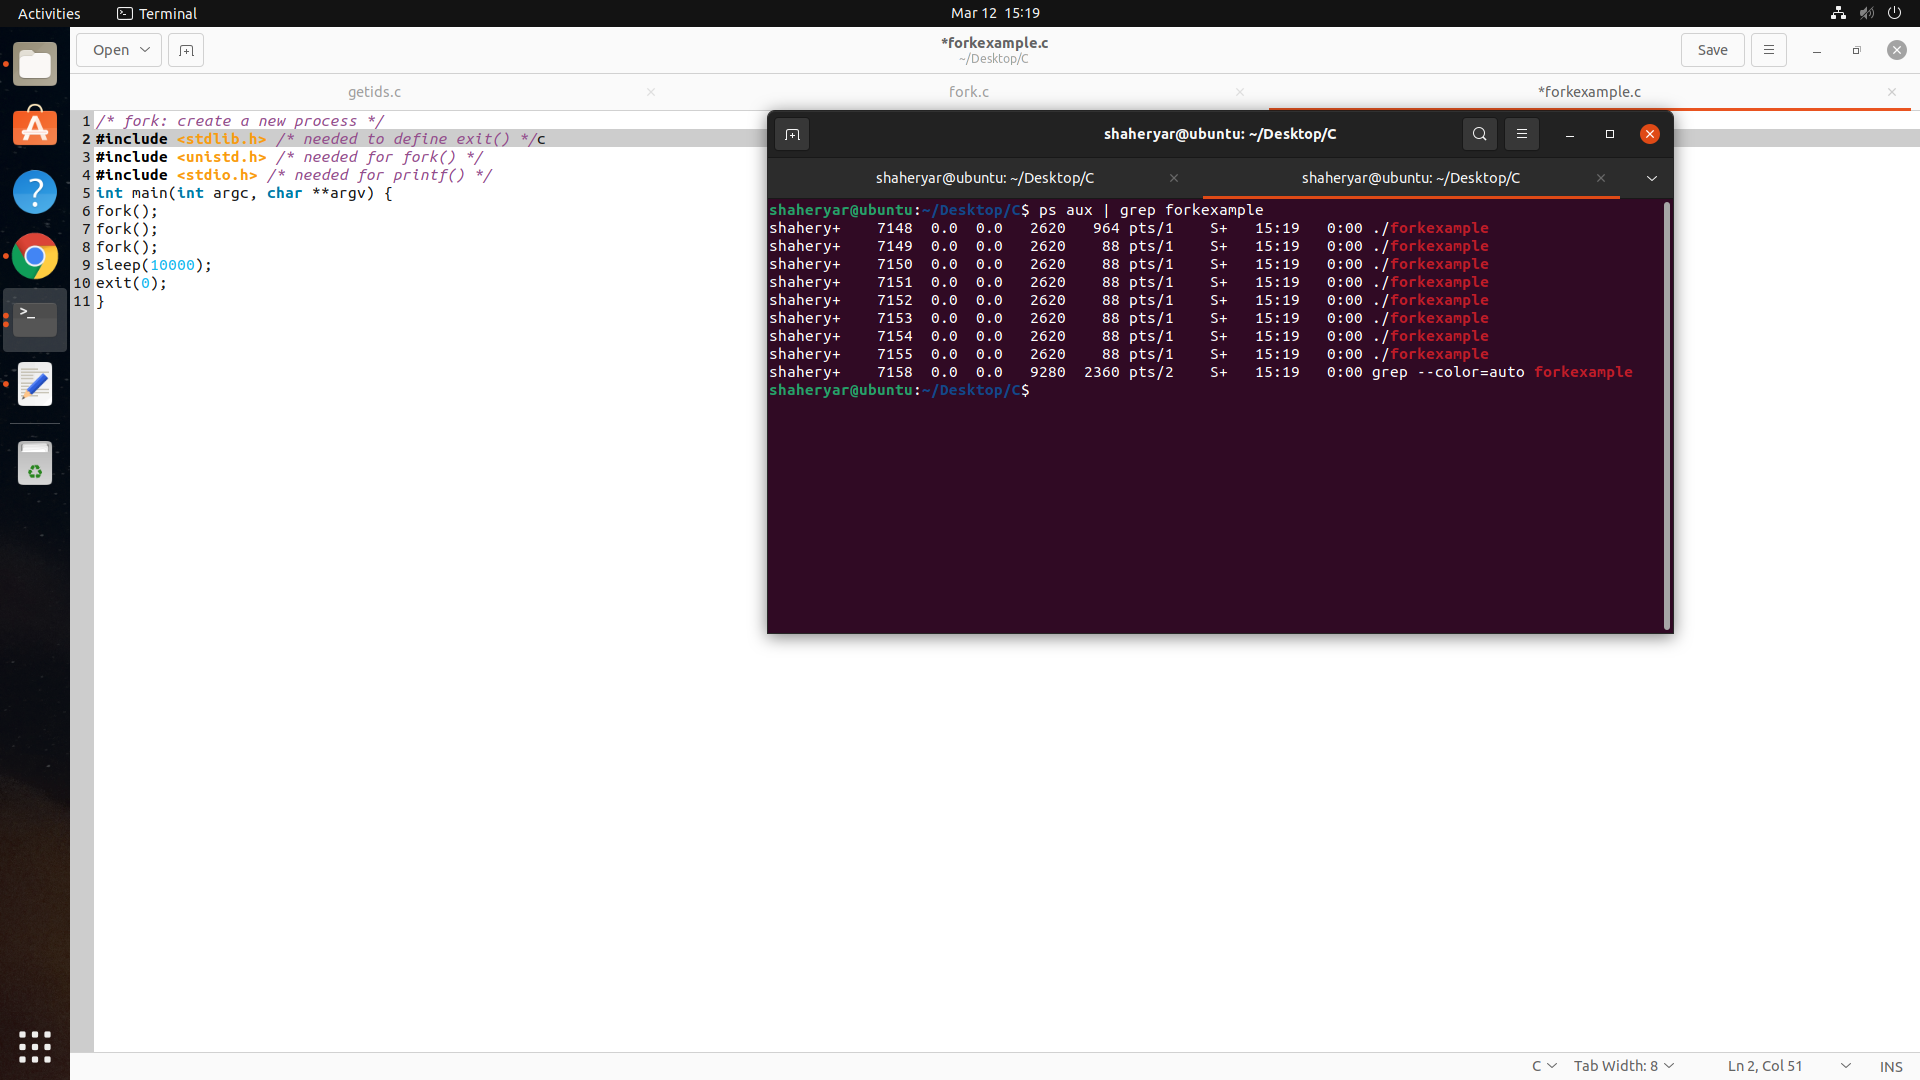 Activities
Terminal
Mar 12 15:19
Open
*forkexample.c
~/Desktop/C
Save
getids.c
fork.c
*forkexample.c
1 /* fork: create a new process */
2 #include <stdlib.h> /* needed to define exit() */c
3 #include <unistd.h> /* needed for fork() */
4 #include <stdio.h> /* needed for printf() */
5 int main(int argc, char **argv) {
6 fork();
7 fork();
8 fork();
9 sleep(10000);
10 exit(0);
11 }
shaheryar@ubuntu: ~/Desktop/C
shaheryar@ubuntu: ~/Desktop/C
shaheryar@ubuntu: ~/Desktop/C
shaheryar@ubuntu:~/Desktop/C$ ps aux | grep forkexample
shahery+    7148  0.0  0.0   2620   964 pts/1    S+   15:19   0:00 ./forkexample
shahery+    7149  0.0  0.0   2620    88 pts/1    S+   15:19   0:00 ./forkexample
shahery+    7150  0.0  0.0   2620    88 pts/1    S+   15:19   0:00 ./forkexample
shahery+    7151  0.0  0.0   2620    88 pts/1    S+   15:19   0:00 ./forkexample
shahery+    7152  0.0  0.0   2620    88 pts/1    S+   15:19   0:00 ./forkexample
shahery+    7153  0.0  0.0   2620    88 pts/1    S+   15:19   0:00 ./forkexample
shahery+    7154  0.0  0.0   2620    88 pts/1    S+   15:19   0:00 ./forkexample
shahery+    7155  0.0  0.0   2620    88 pts/1    S+   15:19   0:00 ./forkexample
shahery+    7158  0.0  0.0   9280  2360 pts/2    S+   15:19   0:00 grep --color=auto forkexample
shaheryar@ubuntu:~/Desktop/C$
C
Tab Width: 8
Ln 2, Col 51
INS